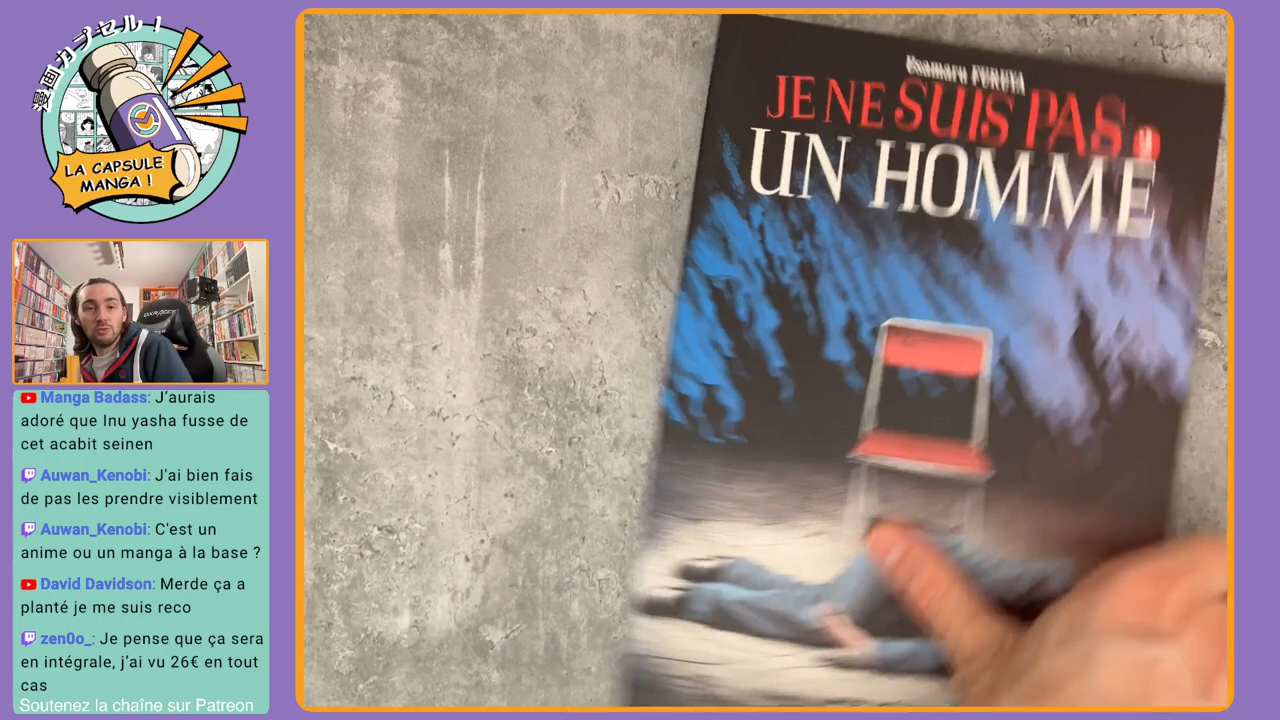 漫画カプセル!
LA CAPSULE
MANGA !
Usamaru FURUYA
JE NE SUIS PAS
UN HOMME
Manga Badass: J’aurais
adoré que Inu yasha fusse de
cet acabit seinen
Auwan_Kenobi: J'ai bien fais
de pas les prendre visiblement
Auwan_Kenobi: C'est un
anime ou un manga à la base ?
David Davidson: Merde ça a
planté je me suis reco
zen0o_: Je pense que ça sera
en intégrale, j’ai vu 26€ en tout
cas
Soutenez la chaîne sur Patreon